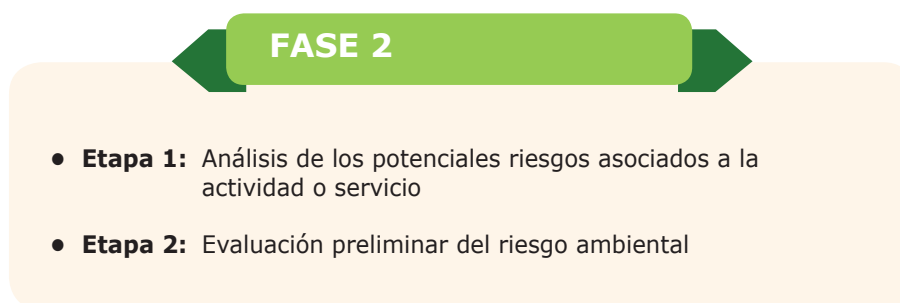 FASE 2
• Etapa 1: Análisis de los potenciales riesgos asociados a la
actividad o servicio
• Etapa 2: Evaluación preliminar del riesgo ambiental